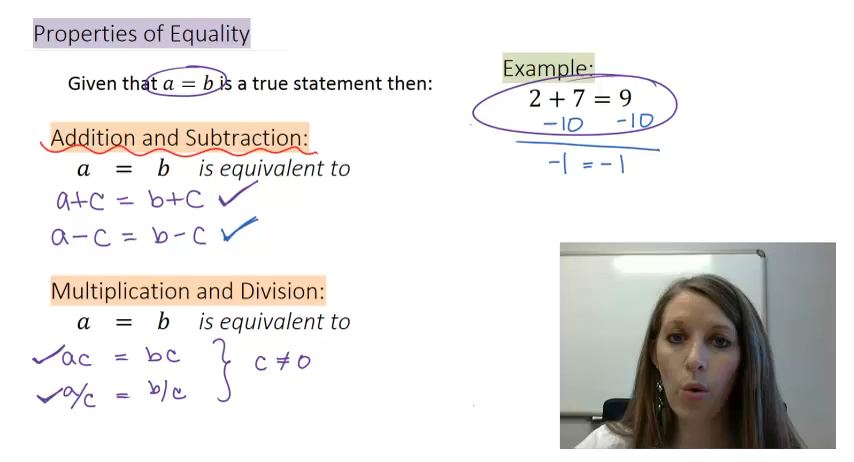 Properties of Equality
Given that a = b is a true statement then:
Addition and Subtraction:
a = b is equivalent to
a+c = b+c ✓
a-c = b-c ✓
Multiplication and Division:
a = b is equivalent to
✓ac = bc
} c ≠ 0
✓a/c = b/c
Example:
2 + 7 = 9
-10 -10
-1 = -1